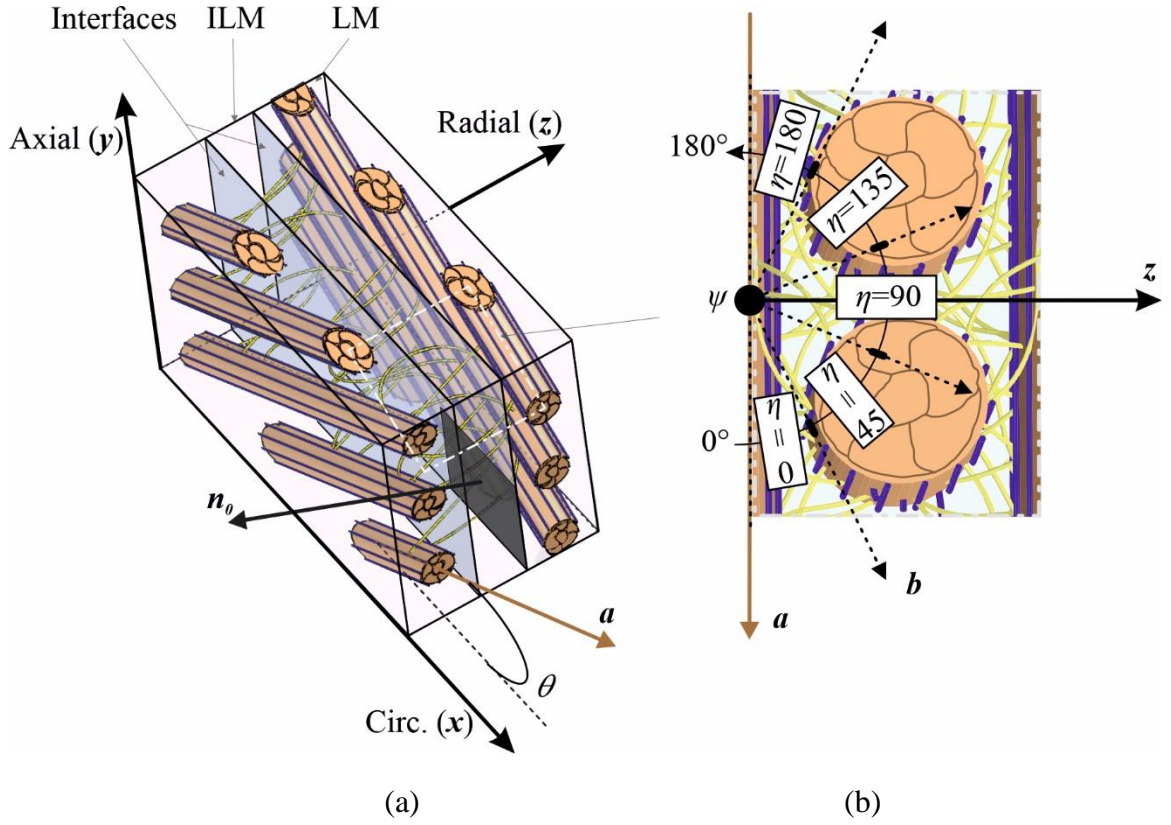 Interfaces ILM LM
Axial (y)
Radial (z)
n₀
a
θ
Circ. (x)
(a)
180°
η=180
η=135
z
ψ
η=90
η = 45
η = 0
0°
b
a
(b)